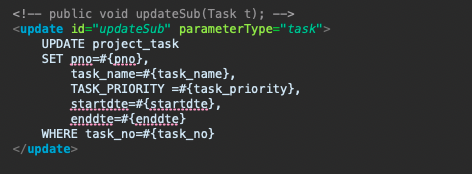 <!-- public void updateSub(Task t); -->
<update id="updateSub" parameterType="task">
UPDATE project_task
SET pno=#{pno},
task_name=#{task_name},
TASK_PRIORITY =#{task_priority},
startdte=#{startdte},
enddte=#{enddte}
WHERE task_no=#{task_no}
</update>